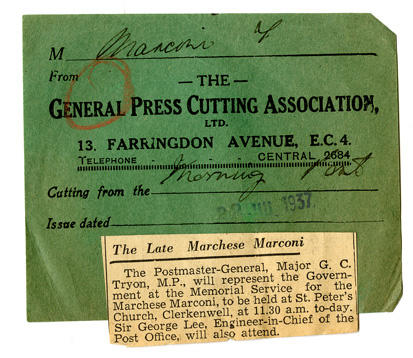 M Marconi
From
— THE —
GENERAL PRESS CUTTING ASSOCIATION,
LTD.
13, FARRINGDON AVENUE, E.C.4.
TELEPHONE CENTRAL 2684
Cutting from the Morning Post
Issue dated JUL 1937
The Late Marchese Marconi
The Postmaster-General, Major G. C.
Tryon, M.P., will represent the Govern-
ment at the Memorial Service for the
Marchese Marconi, to be held at St. Peter's
Church, Clerkenwell, at 11.30 a.m. to-day.
Sir George Lee, Engineer-in-Chief of the
Post Office, will also attend.